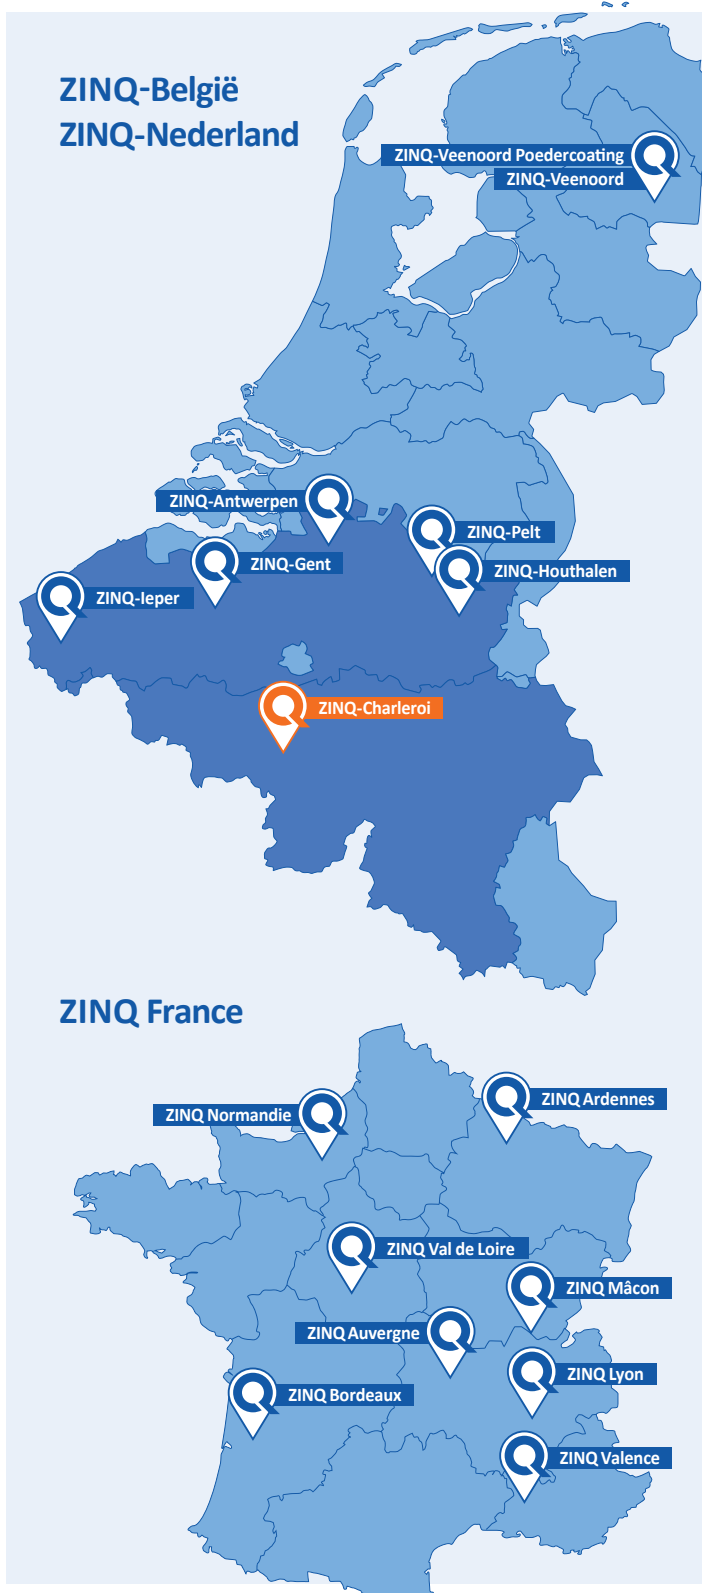 ZINQ-België
ZINQ-Nederland
ZINQ-Veenoord Poedercoating
ZINQ-Veenoord
ZINQ-Antwerpen
ZINQ-Pelt
ZINQ-Gent
ZINQ-Houthalen
ZINQ-Ieper
ZINQ-Charleroi
ZINQ France
ZINQ Ardennes
ZINQ Normandie
ZINQ Val de Loire
ZINQ Mâcon
ZINQ Auvergne
ZINQ Lyon
ZINQ Bordeaux
ZINQ Valence